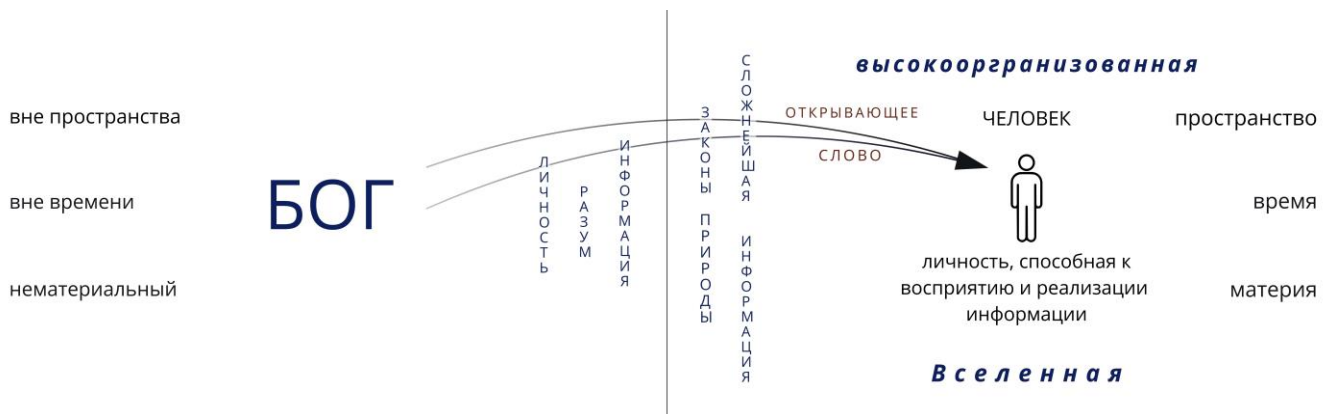 вне пространства
вне времени
нематериальный
БОГ
ЛИЧНОСТЬ
РАЗУМ
ИНФОРМАЦИЯ
ЗАКОНЫ ПРИРОДЫ
СЛОЖНЕЙШАЯ ИНФОРМАЦИЯ
ОТКРЫВАЮЩЕЕ
СЛОВО
высокооргранизованная
ЧЕЛОВЕК
личность, способная к
восприятию и реализации
информации
Вселенная
пространство
время
материя